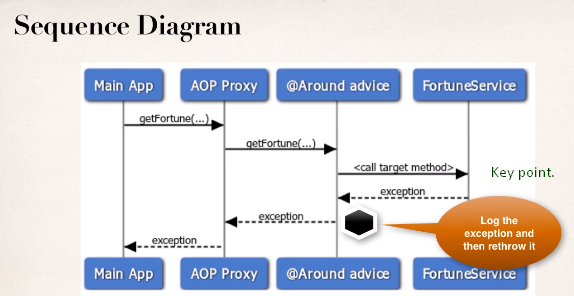 Sequence Diagram
Main App
AOP Proxy
@Around advice
FortuneService
getFortune(...)
getFortune(...)
<call target method>
Key point.
exception
exception
exception
Log the
exception and
then rethrow it
Main App
AOP Proxy
@Around advice
FortuneService